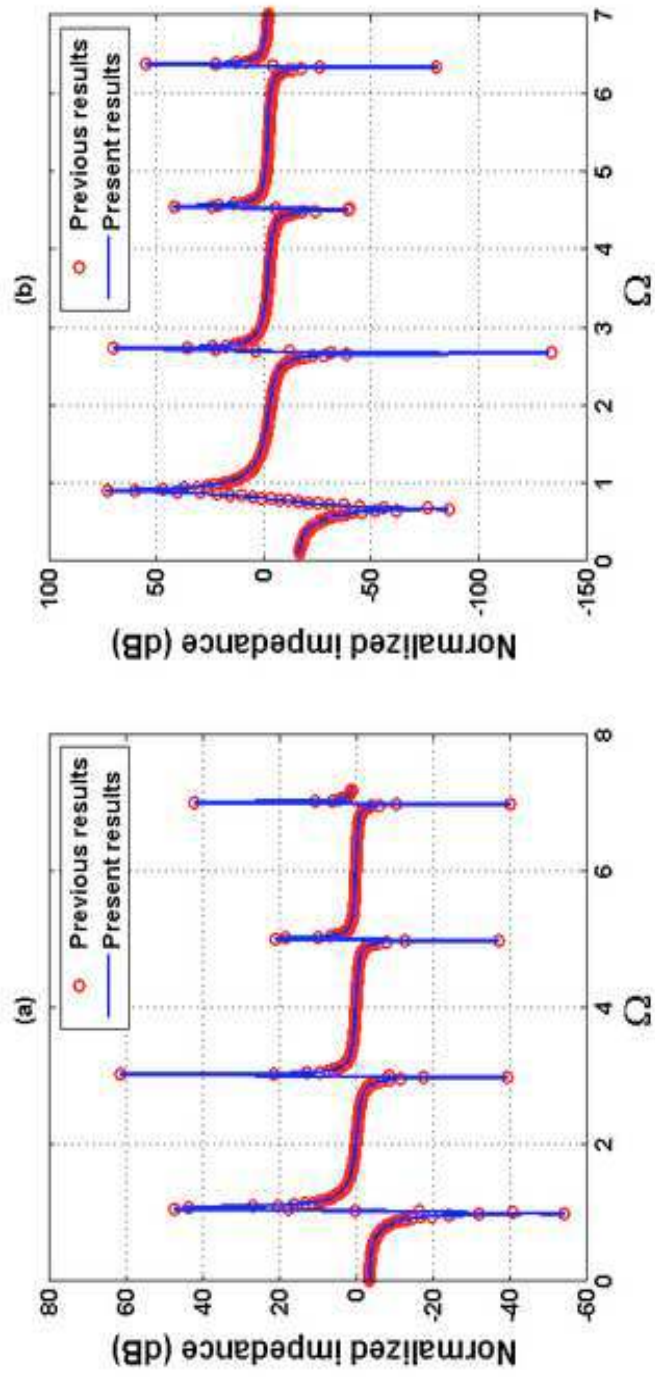 (a)
Previous results
Present results
Normalized impedance (dB)
80
60
40
20
0
-20
-40
-60
0
2
4
6
8
Ω
(b)
Previous results
Present results
Normalized impedance (dB)
100
50
0
-50
-100
-150
0
1
2
3
4
5
6
7
Ω